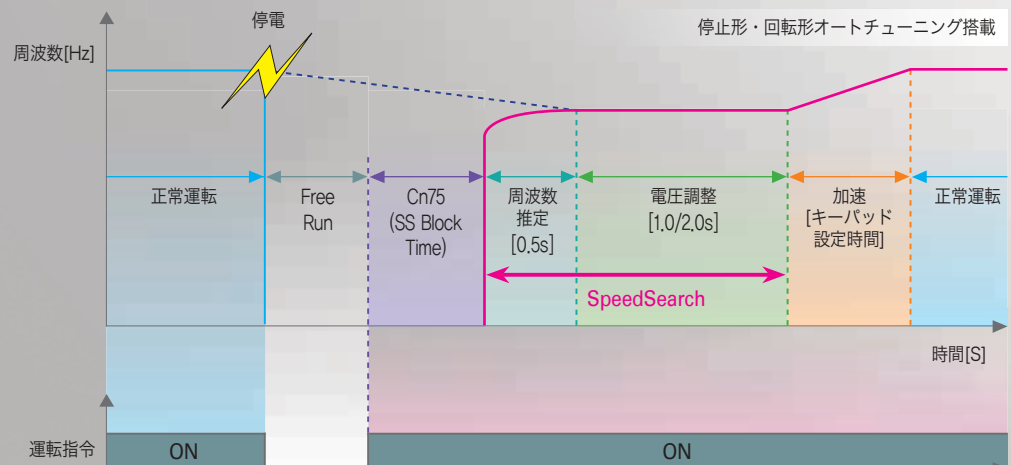 停電
停止形・回転形オートチューニング搭載
周波数[Hz]
正常運転
Free
Run
Cn75
(SS Block
Time)
周波数
推定
[0.5s]
電圧調整
[1.0/2.0s]
加速
[キーパッド
設定時間]
正常運転
SpeedSearch
時間[S]
運転指令
ON
ON